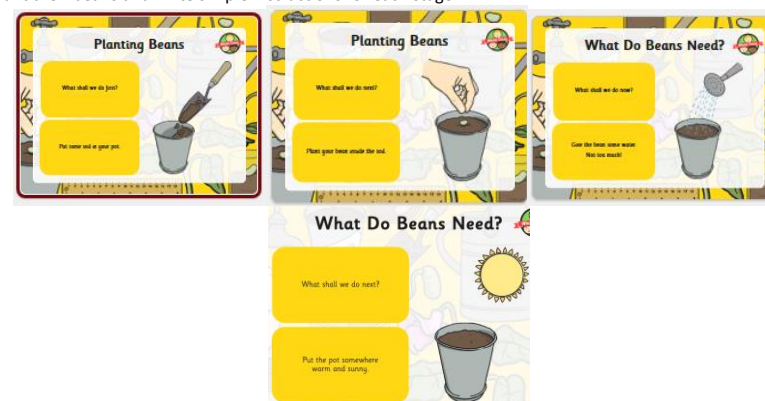 Planting Beans
What shall we do first?
Put some soil in your pot.
Planting Beans
What shall we do next?
Plant your bean inside the soil.
What Do Beans Need?
What shall we do now?
Give the bean some water.
Not too much!
What Do Beans Need?
What shall we do next?
Put the pot somewhere
warm and sunny.